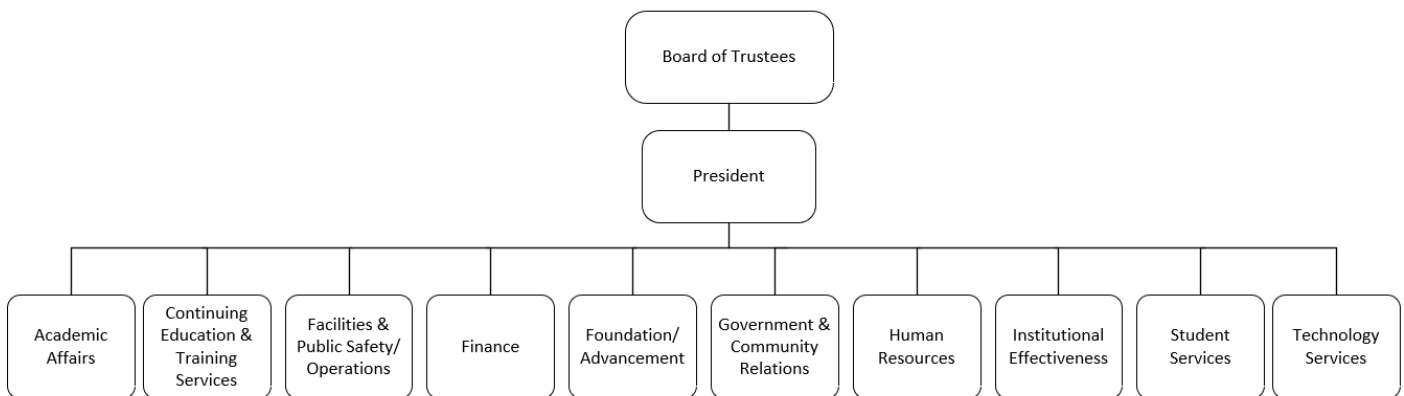 Board of Trustees
President
Academic
Affairs
Continuing
Education &
Training
Services
Facilities &
Public Safety/
Operations
Finance
Foundation/
Advancement
Government &
Community
Relations
Human
Resources
Institutional
Effectiveness
Student
Services
Technology
Services